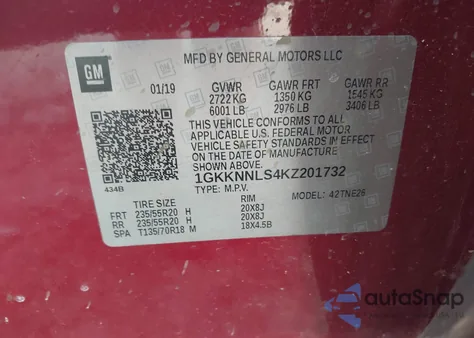 MFD BY GENERAL MOTORS LLC
GM
01/19 GVWR GAWR FRT GAWR RR
2722 KG 1350 KG 1545 KG
6001 LB 2976 LB 3406 LB
THIS VEHICLE CONFORMS TO ALL APPLICABLE
U.S. FEDERAL MOTOR
VEHICLE SAFETY STANDARDS IN EFFECT
ON THE DATE OF MANUFACTURE
SHOWN ABOVE.
1GKKNNLS4KZ201732
434B
TYPE: M.P.V. MODEL: 42TNE26
TIRE SIZE RIM
FRT 235/55R20 H 20X8J
RR 235/55R20 H 20X8J
SPA T135/70R18 M 18X4.5B
autoSnap